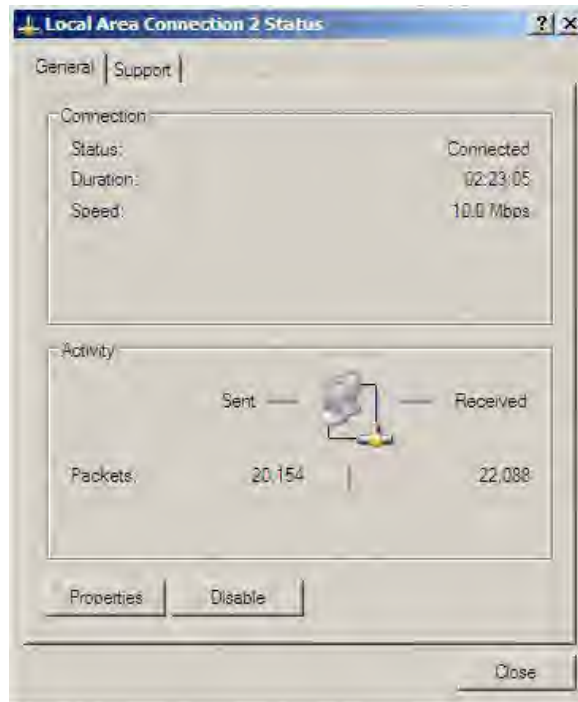 Local Area Connection 2 Status ? ×
General Support
Connection
Status: Connected
Duration: 02:23:05
Speed: 10.0 Mbps
Activity
Sent Received
Packets: 20,154 22,088
Properties Disable
Close